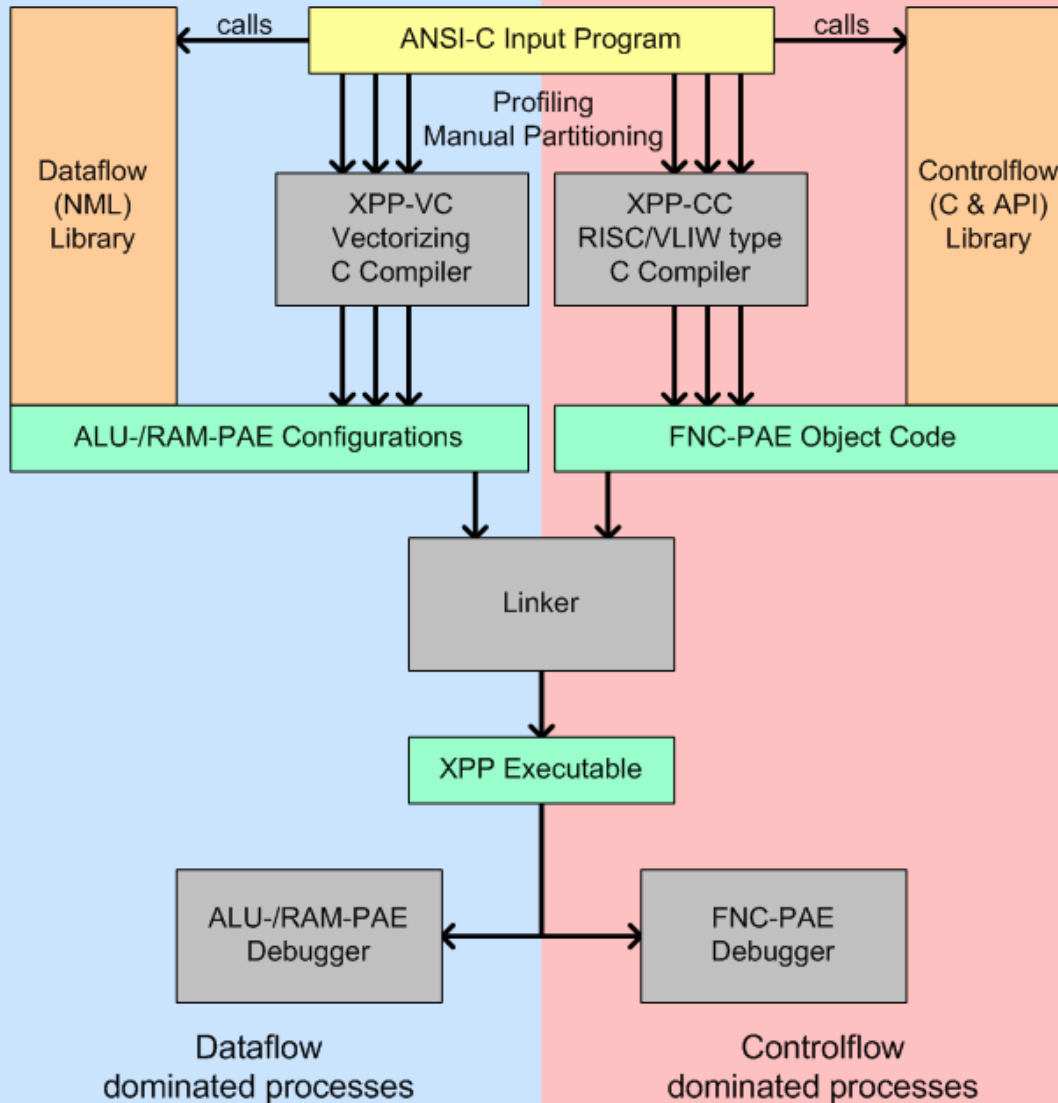 calls
ANSI-C Input Program
calls
Profiling
Manual Partitioning
Dataflow
(NML)
Library
XPP-VC
Vectorizing
C Compiler
XPP-CC
RISC/VLIW type
C Compiler
Controlflow
(C & API)
Library
ALU-/RAM-PAE Configurations
FNC-PAE Object Code
Linker
XPP Executable
ALU-/RAM-PAE
Debugger
FNC-PAE
Debugger
Dataflow
dominated processes
Controlflow
dominated processes